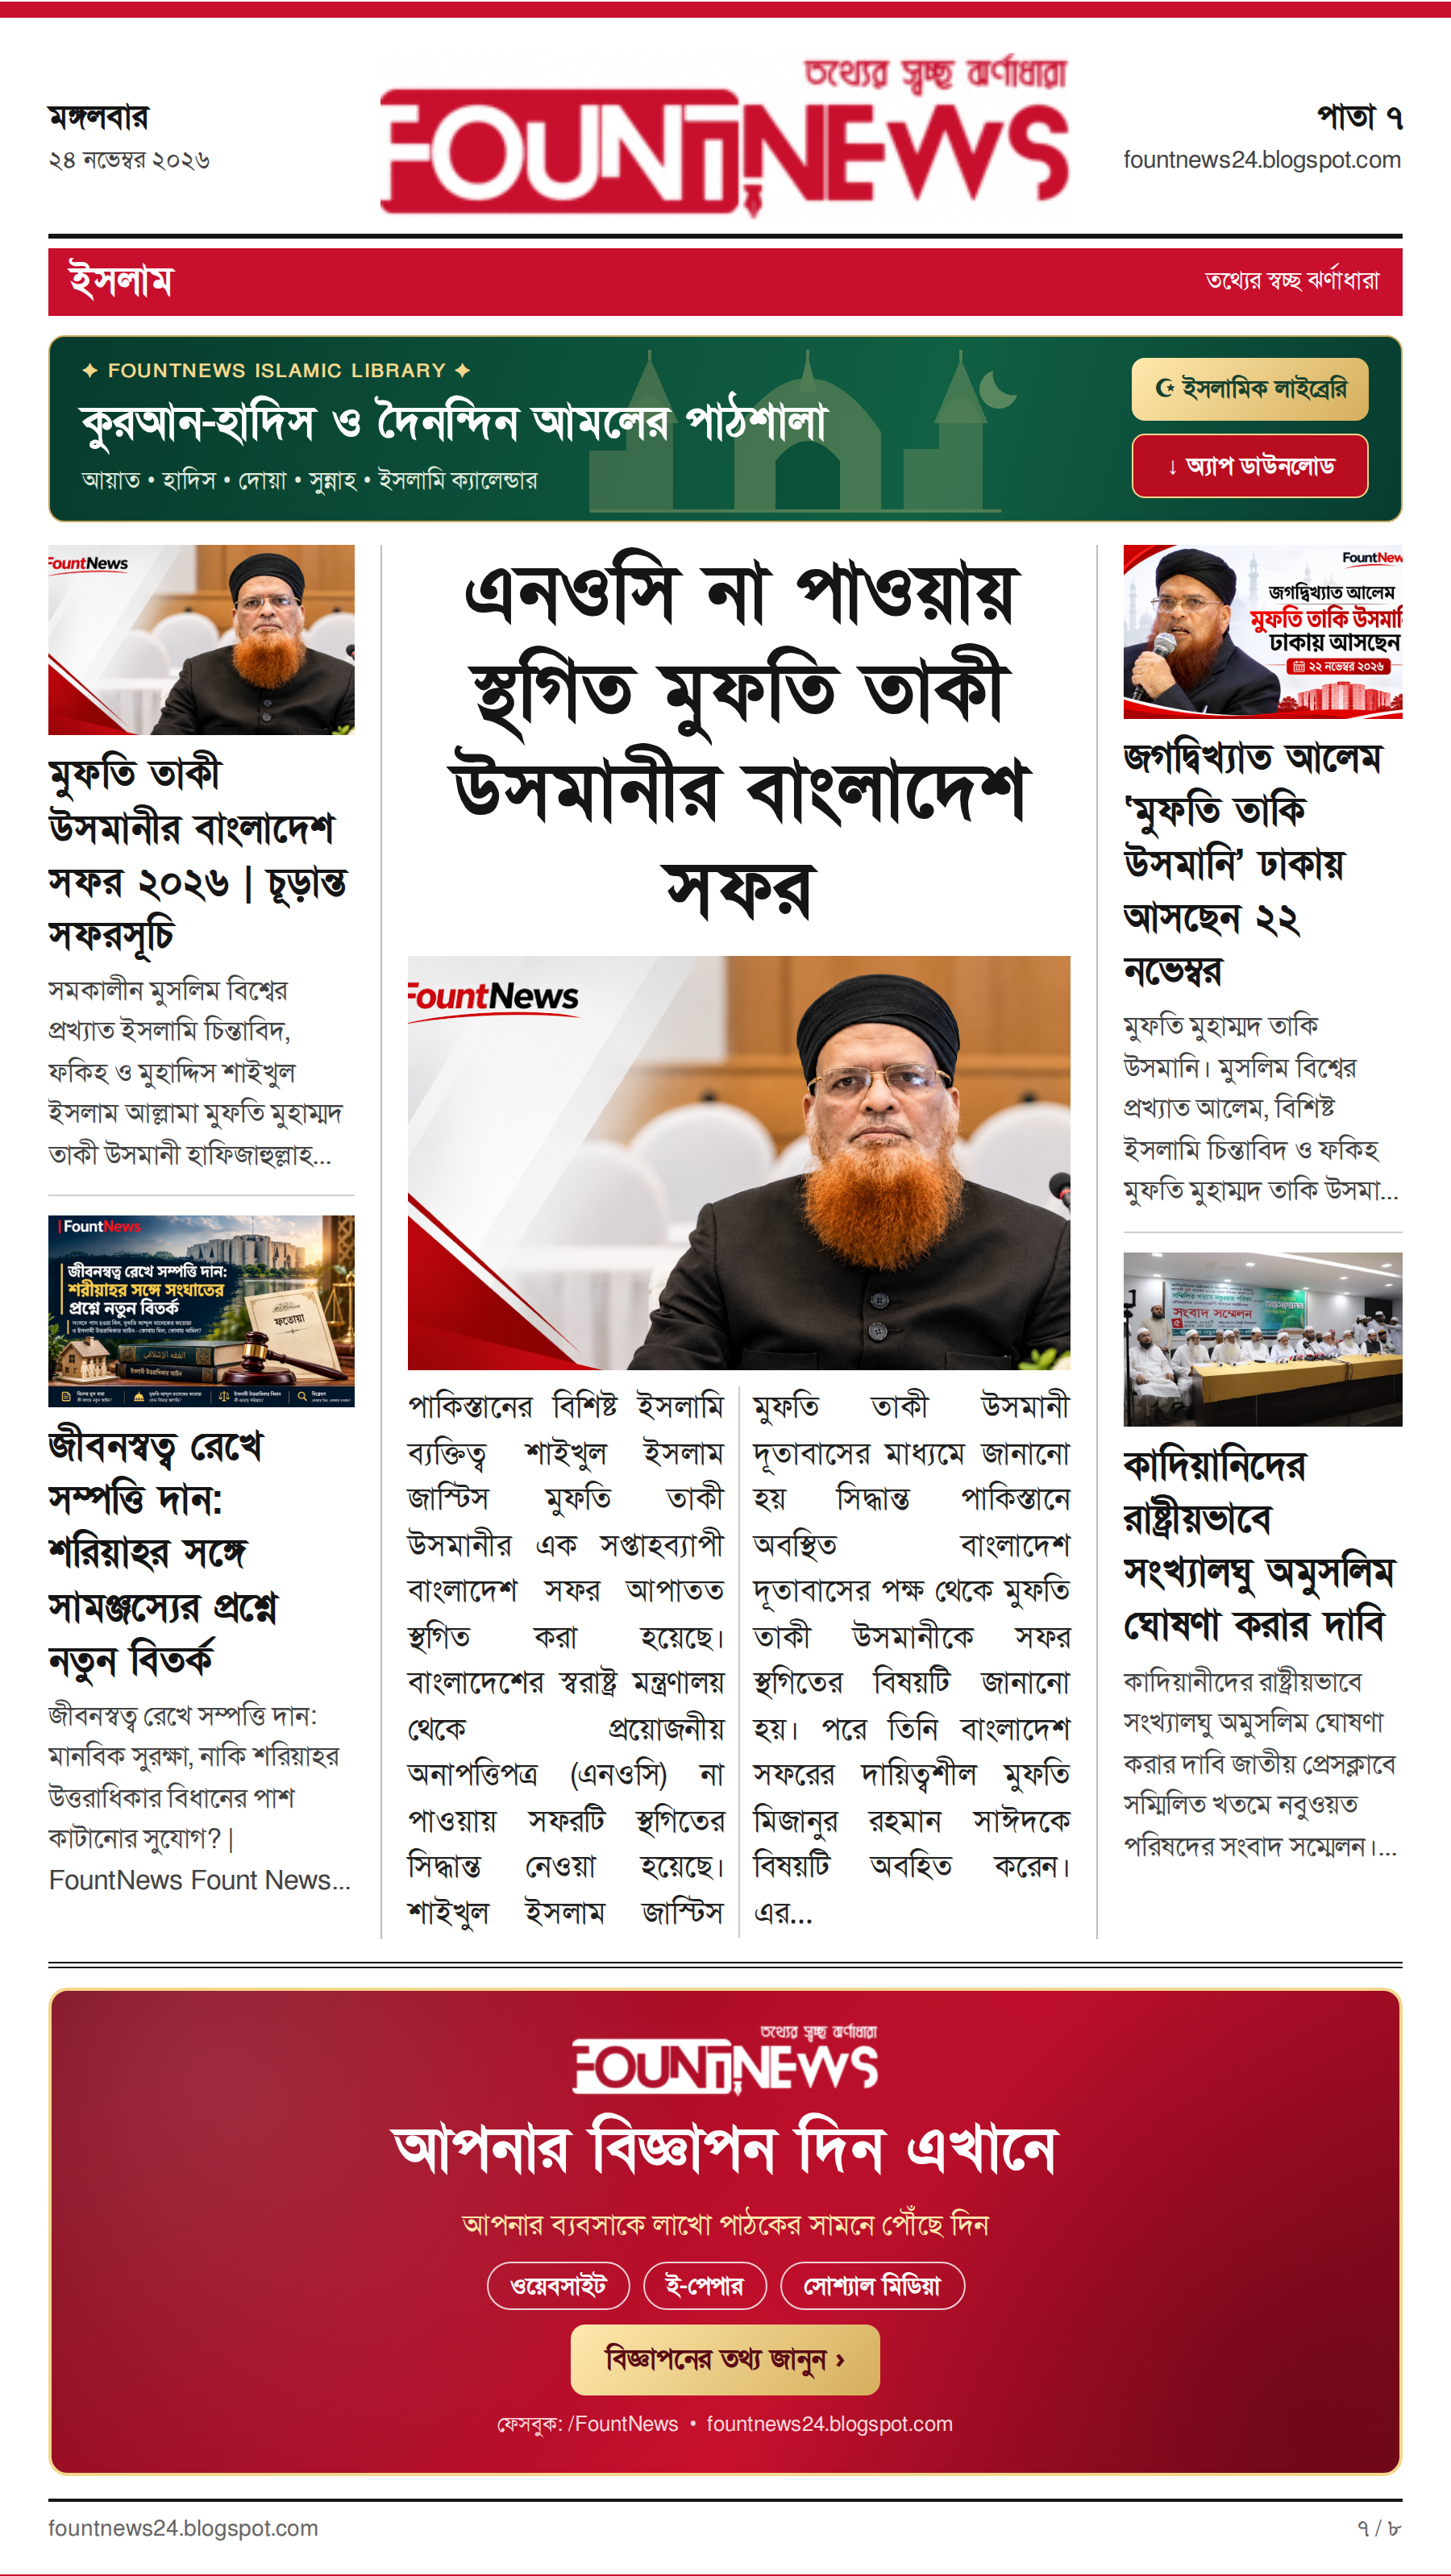 মঙ্গলবার
২৪ নভেম্বর ২০২৬
তথ্যের স্বচ্ছ ঝর্ণাধারা
FOUNTNEWS
পাতা ৭
fountnews24.blogspot.com
ইসলাম
তথ্যের স্বচ্ছ ঝর্ণাধারা
✦ FOUNTNEWS ISLAMIC LIBRARY ✦
কুরআন-হাদিস ও দৈনন্দিন আমলের পাঠশালা
আয়াত • হাদিস • দোয়া • সুন্নাহ • ইসলামি ক্যালেন্ডার
☪ ইসলামিক লাইব্রেরি
↓ অ্যাপ ডাউনলোড
FountNews
মুফতি তাকী
উসমানীর বাংলাদেশ
সফর ২০২৬ | চূড়ান্ত
সফরসূচি
সমকালীন মুসলিম বিশ্বের
প্রখ্যাত ইসলামি চিন্তাবিদ,
ফকিহ ও মুহাদ্দিস শাইখুল
ইসলাম আল্লামা মুফতি মুহাম্মদ
তাকী উসমানী হাফিজাহুল্লাহ...
FountNews
জীবনস্বত্ব রেখে সম্পত্তি দান:
শরীয়াহর সঙ্গে সংঘাতের
প্রশ্নে নতুন বিতর্ক
ফতোয়া
জীবনস্বত্ব রেখে
সম্পত্তি দান:
শরিয়াহর সঙ্গে
সামঞ্জস্যের প্রশ্নে
নতুন বিতর্ক
জীবনস্বত্ব রেখে সম্পত্তি দান:
মানবিক সুরক্ষা, নাকি শরিয়াহর
উত্তরাধিকার বিধানের পাশ
কাটানোর সুযোগ? |
FountNews Fount News...
এনওসি না পাওয়ায়
স্থগিত মুফতি তাকী
উসমানীর বাংলাদেশ
সফর
FountNews
পাকিস্তানের বিশিষ্ট ইসলামি
ব্যক্তিত্ব শাইখুল ইসলাম
জাস্টিস মুফতি তাকী
উসমানীর এক সপ্তাহব্যাপী
বাংলাদেশ সফর আপাতত
স্থগিত করা হয়েছে।
বাংলাদেশের স্বরাষ্ট্র মন্ত্রণালয়
থেকে প্রয়োজনীয়
অনাপত্তিপত্র (এনওসি) না
পাওয়ায় সফরটি স্থগিতের
সিদ্ধান্ত নেওয়া হয়েছে।
শাইখুল ইসলাম জাস্টিস
মুফতি তাকী উসমানী
দূতাবাসের মাধ্যমে জানানো
হয় সিদ্ধান্ত পাকিস্তানে
অবস্থিত বাংলাদেশ
দূতাবাসের পক্ষ থেকে মুফতি
তাকী উসমানীকে সফর
স্থগিতের বিষয়টি জানানো
হয়। পরে তিনি বাংলাদেশ
সফরের দায়িত্বশীল মুফতি
মিজানুর রহমান সাঈদকে
বিষয়টি অবহিত করেন।
এর...
FountNew
জগদ্বিখ্যাত আলেম
মুফতি তাকি উসমানি
ঢাকায় আসছেন
২২ নভেম্বর ২০২৬
জগদ্বিখ্যাত আলেম
'মুফতি তাকি
উসমানি’ ঢাকায়
আসছেন ২২
নভেম্বর
মুফতি মুহাম্মদ তাকি
উসমানি। মুসলিম বিশ্বের
প্রখ্যাত আলেম, বিশিষ্ট
ইসলামি চিন্তাবিদ ও ফকিহ
মুফতি মুহাম্মদ তাকি উসমা...
সংবাদ সম্মেলন
কাদিয়ানিদের
রাষ্ট্রীয়ভাবে
সংখ্যালঘু অমুসলিম
ঘোষণা করার দাবি
কাদিয়ানীদের রাষ্ট্রীয়ভাবে
সংখ্যালঘু অমুসলিম ঘোষণা
করার দাবি জাতীয় প্রেসক্লাবে
সম্মিলিত খতমে নবুওয়ত
পরিষদের সংবাদ সম্মেলন।...
তথ্যের স্বচ্ছ ঝর্ণাধারা
FOUNTNEWS
আপনার বিজ্ঞাপন দিন এখানে
আপনার ব্যবসাকে লাখো পাঠকের সামনে পৌঁছে দিন
ওয়েবসাইট
ই-পেপার
সোশ্যাল মিডিয়া
বিজ্ঞাপনের তথ্য জানুন ›
ফেসবুক: /FountNews • fountnews24.blogspot.com
fountnews24.blogspot.com
৭ / ৮